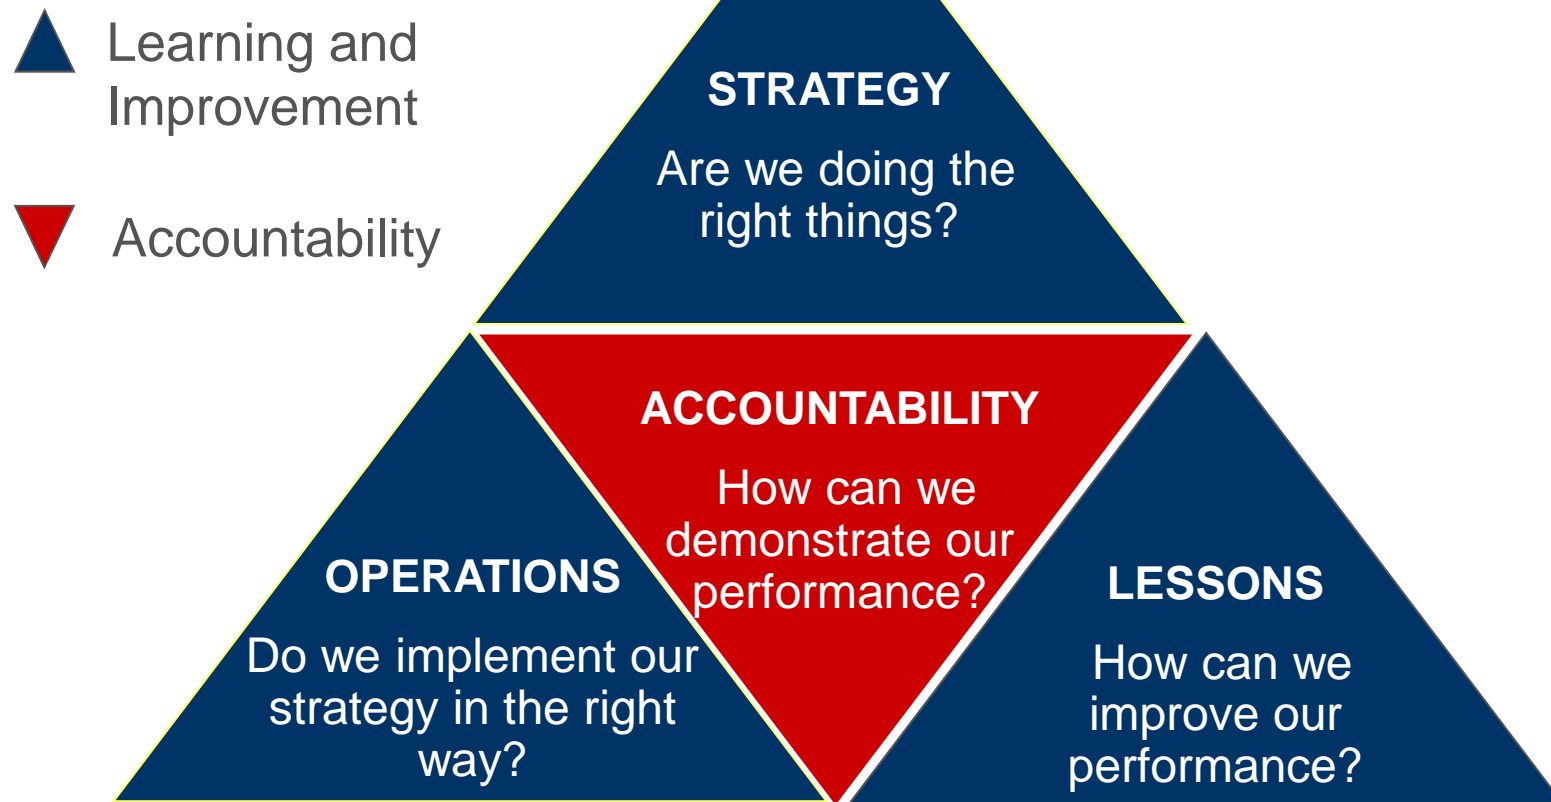 Learning and
Improvement
Accountability
STRATEGY
Are we doing the
right things?
ACCOUNTABILITY
How can we
demonstrate our
performance?
OPERATIONS
Do we implement our
strategy in the right
way?
LESSONS
How can we
improve our
performance?